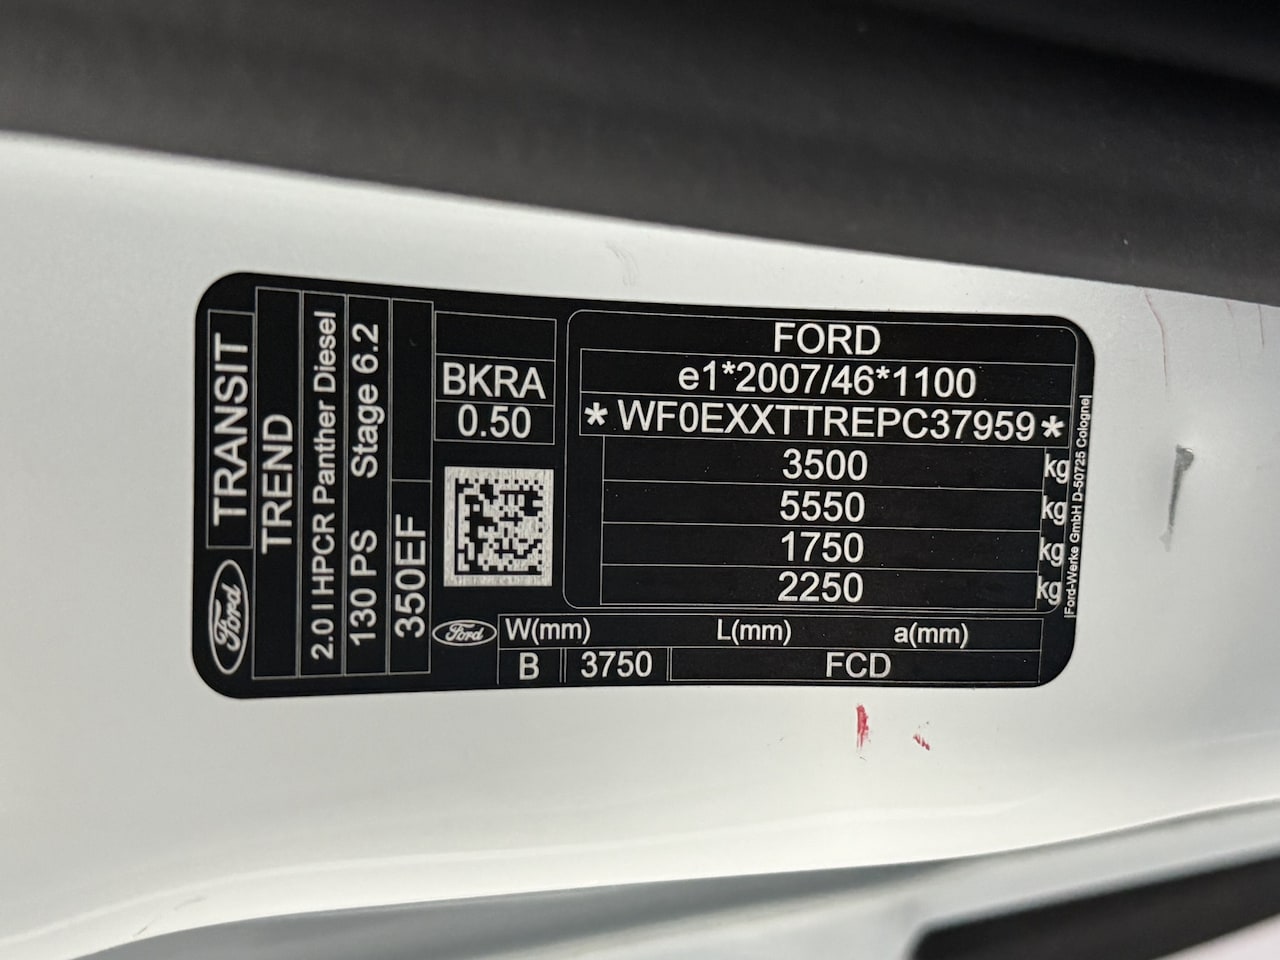 Ford TRANSIT
TREND
2.0 l HPCR Panther Diesel
130 PS Stage 6.2
350EF
BKRA
0.50
FORD
e1*2007/46*1100
* WF0EXXTTREPC37959 *
3500 kg
5550 kg
1750 kg
2250 kg
Ford-Werke GmbH D-50725 Cologne
Ford W(mm) L(mm) a(mm)
B 3750 FCD